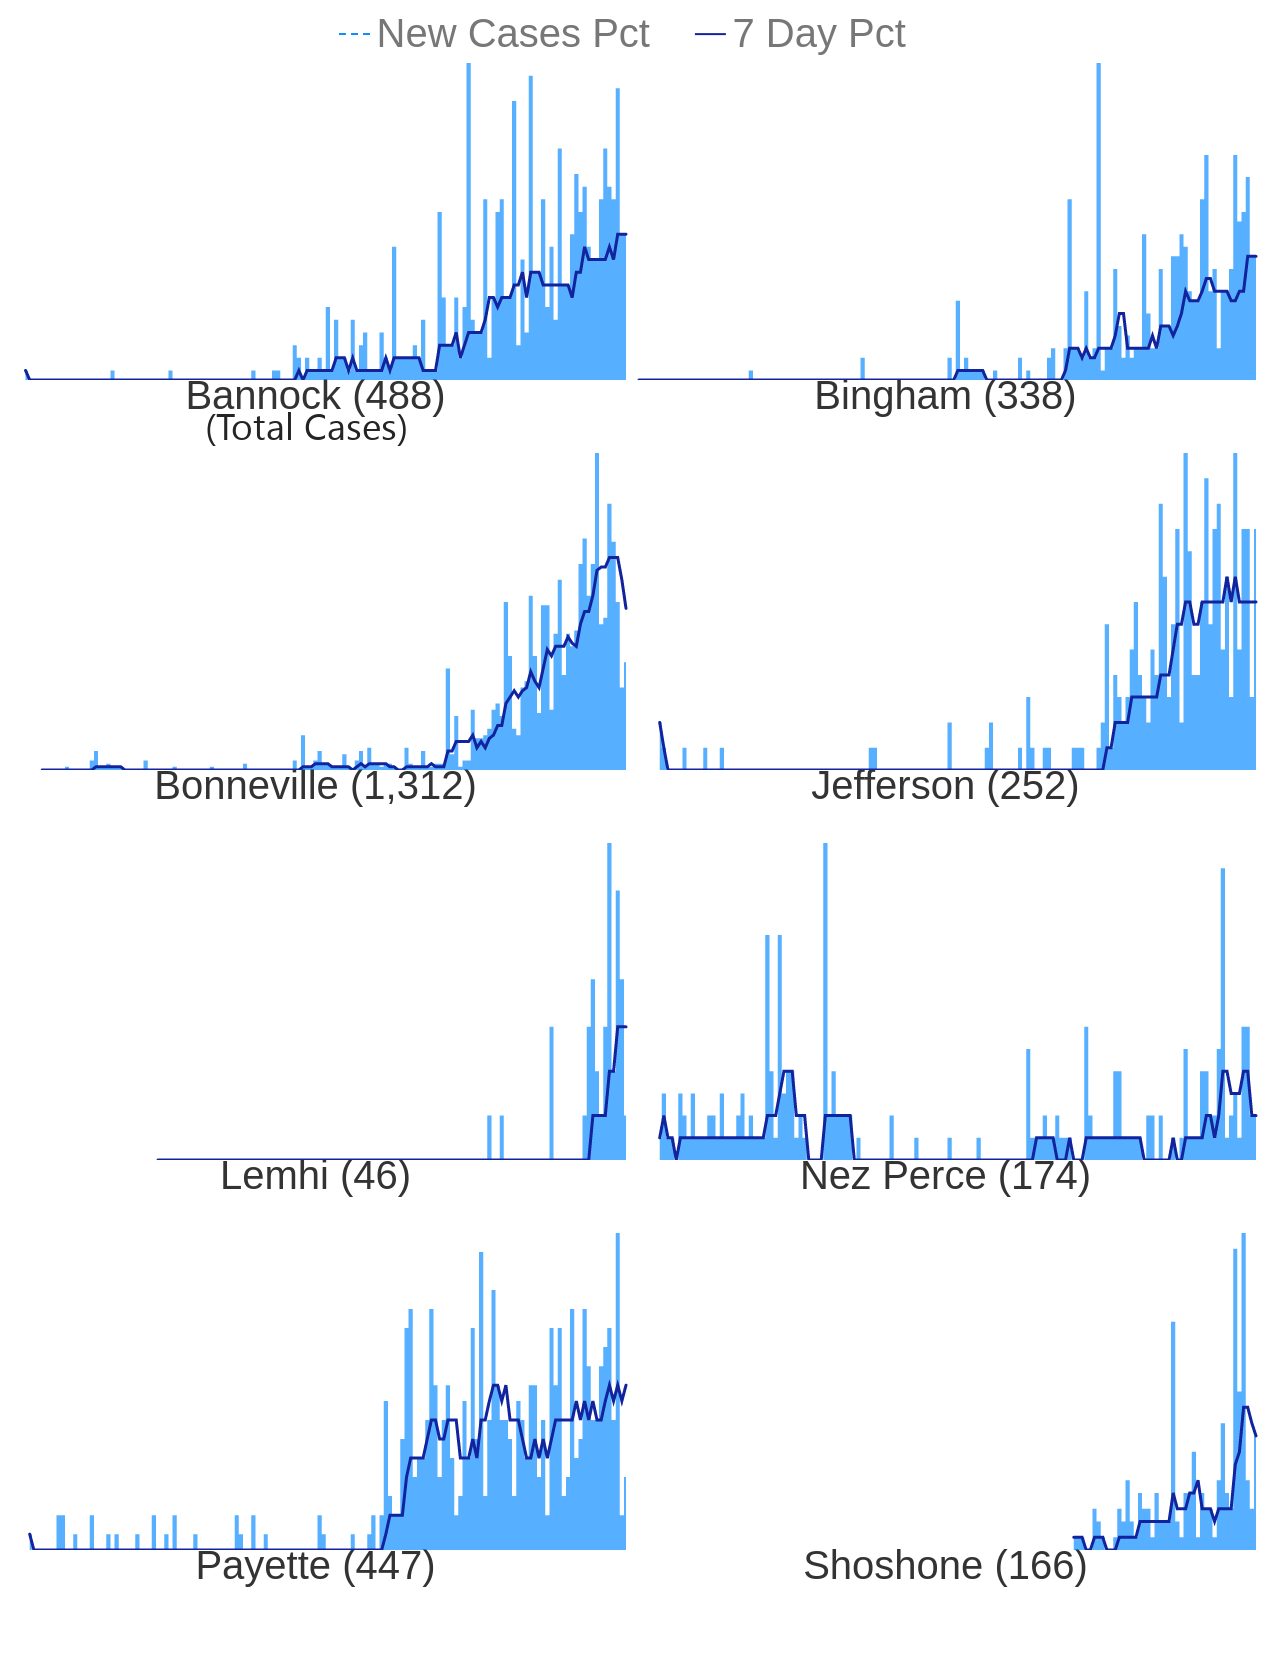 New Cases Pct 7 Day Pct
Bannock (488) Bingham (338)
(Total Cases)
Bonneville (1,312) Jefferson (252)
Lemhi (46) Nez Perce (174)
Payette (447) Shoshone (166)